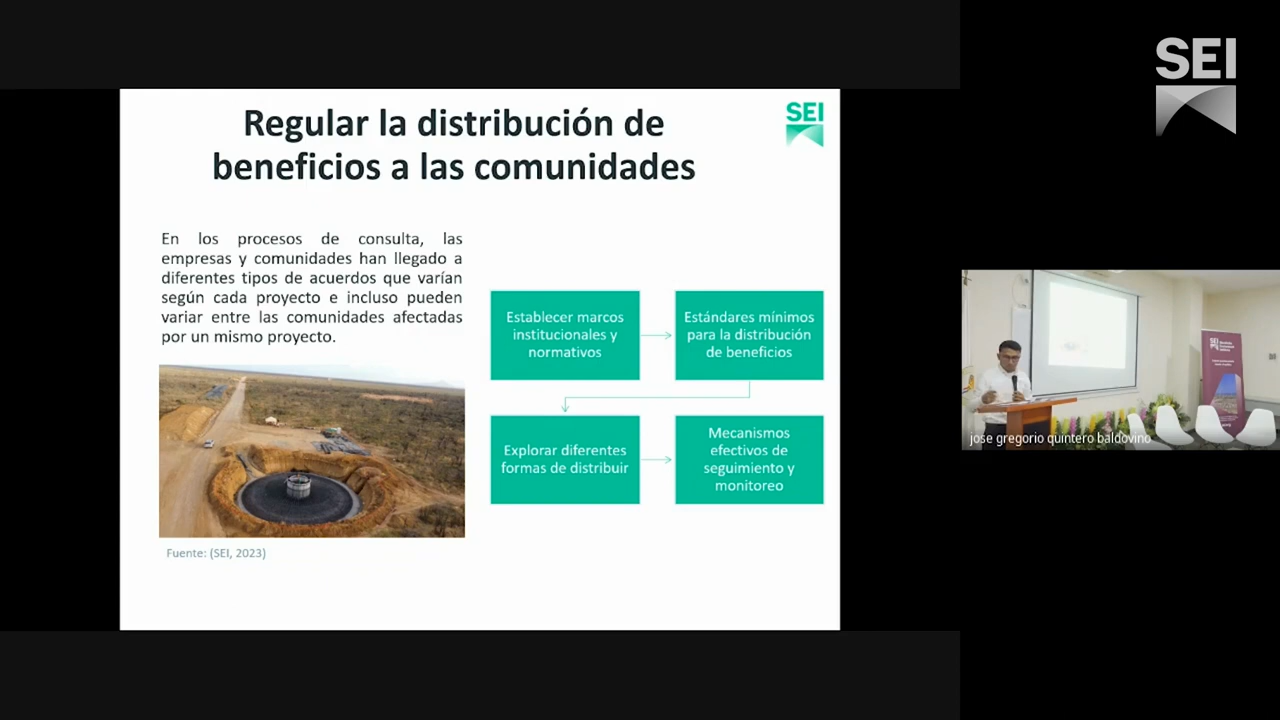 SEI
Regular la distribución de
beneficios a las comunidades
SEI
En los procesos de consulta, las
empresas y comunidades han llegado a
diferentes tipos de acuerdos que varían
según cada proyecto e incluso pueden
variar entre las comunidades afectadas
por un mismo proyecto.
Fuente: (SEI, 2023)
Establecer marcos
institucionales y
normativos
Estándares mínimos
para la distribución
de beneficios
Explorar diferentes
formas de distribuir
Mecanismos
efectivos de
seguimiento y
monitoreo
SEI
jose gregorio quintero baldovino